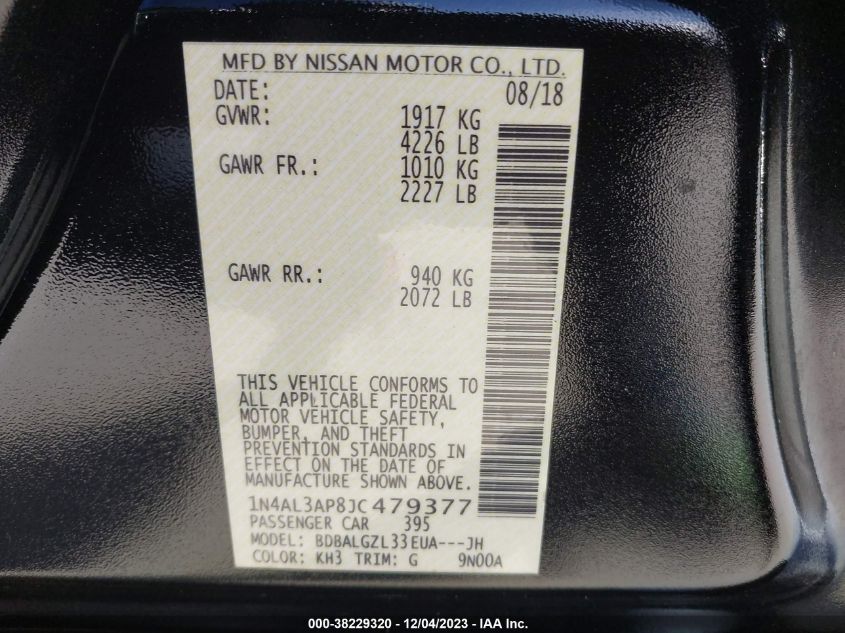 MFD BY NISSAN MOTOR CO., LTD.
DATE: 08/18
GVWR: 1917 KG
4226 LB
GAWR FR.: 1010 KG
2227 LB
GAWR RR.: 940 KG
2072 LB
THIS VEHICLE CONFORMS TO
ALL APPLICABLE FEDERAL
MOTOR VEHICLE SAFETY,
BUMPER, AND THEFT
PREVENTION STANDARDS IN
EFFECT ON THE DATE OF
MANUFACTURE SHOWN ABOVE.
1N4AL3AP8JC479377
PASSENGER CAR 395
MODEL: BDBALGZL33EUA---JH
COLOR: KH3 TRIM: G 9N00A
000-38229320 - 12/04/2023 - IAA Inc.